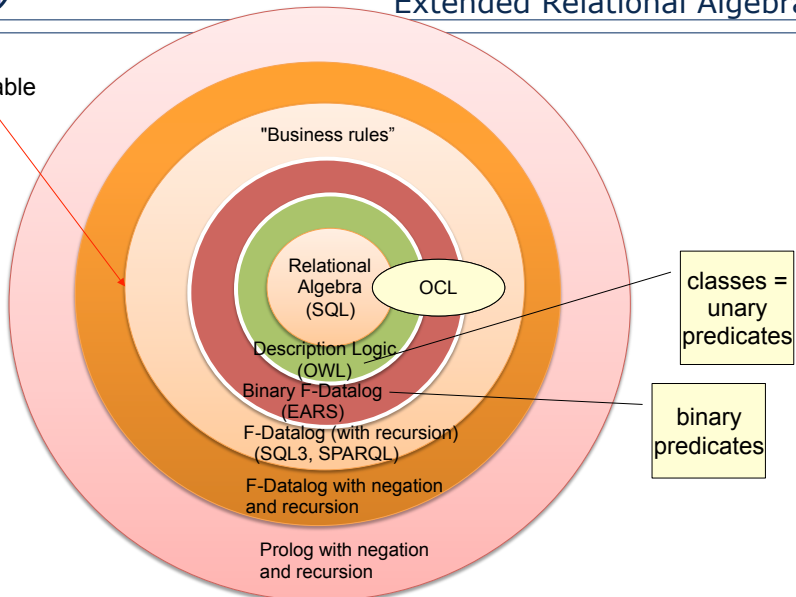 Extended Relational Algebra
"Business rules”
Relational
Algebra
(SQL)
OCL
classes =
unary
predicates
Description Logic
(OWL)
Binary F-Datalog
(EARS)
binary
predicates
F-Datalog (with recursion)
(SQL3, SPARQL)
F-Datalog with negation
and recursion
Prolog with negation
and recursion